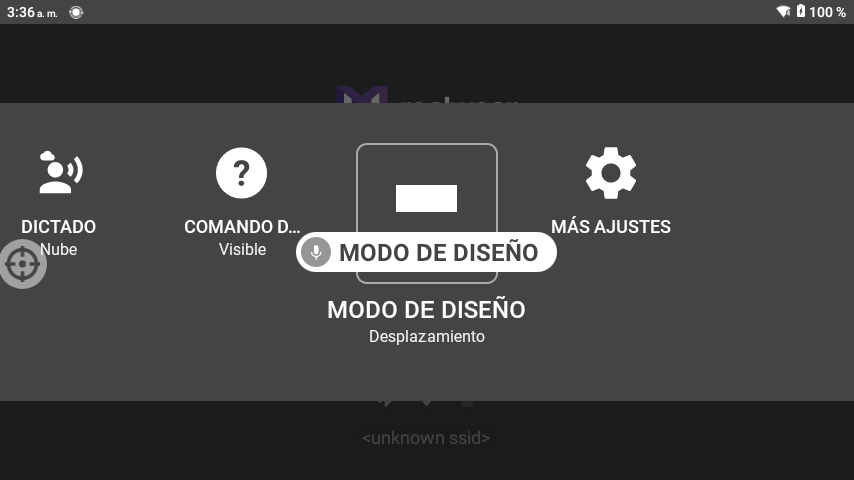 3:36 a. m.
100 %
DICTADO
Nube
COMANDO D...
Visible
MODO DE DISEÑO
MÁS AJUSTES
MODO DE DISEÑO
Desplazamiento
<unknown ssid>